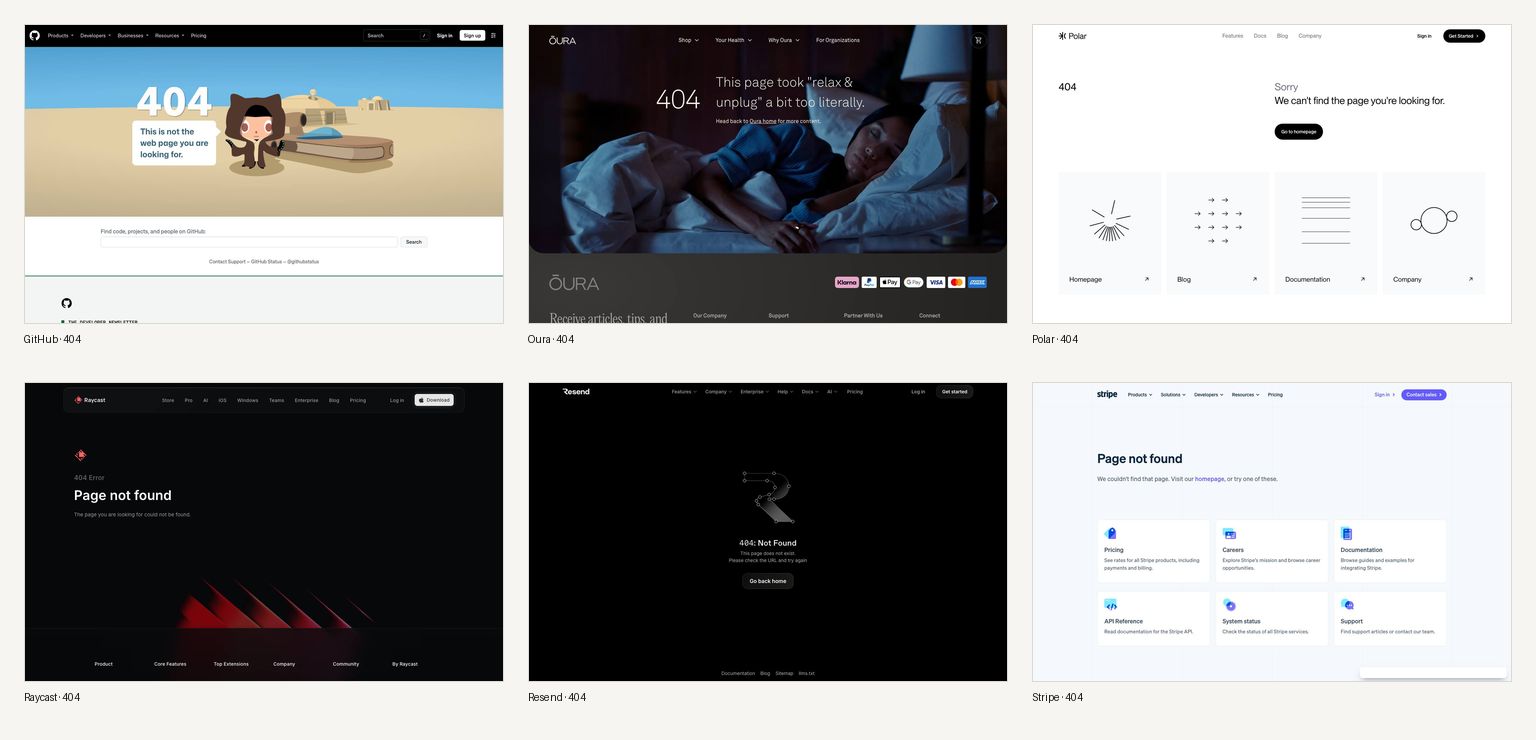 Products Developers Businesses Resources Pricing Search / Sign in Sign up
404
This is not the
web page you are
looking for.
Find code, projects, and people on GitHub:
Search
Contact Support — GitHub Status — @githubstatus
THE DEVELOPER NEWSLETTER
GitHub · 404
ŌURA Shop Your Health Why Oura For Organizations
404
This page took "relax &
unplug" a bit too literally.
Head back to Oura home for more content.
ŌURA
Klarna PayPal Pay G Pay VISA AMEX
Receive articles, tips, and
Our Company Support Partner With Us Connect
Oura · 404
Polar Features Docs Blog Company Sign in Get Started
404
Sorry
We can't find the page you're looking for.
Go to homepage
Homepage
Blog
Documentation
Company
Polar · 404
Raycast Store Pro AI iOS Windows Teams Enterprise Blog Pricing Log in Download
404 Error
Page not found
The page you are looking for could not be found.
Product Core Features Top Extensions Company Community By Raycast
Raycast · 404
Resend Features Company Enterprise Help Docs AI Pricing Log in Get started
404: Not Found
This page does not exist.
Please check the URL and try again
Go back home
Documentation Blog Sitemap llms.txt
Resend · 404
stripe Products Solutions Developers Resources Pricing Sign in Contact sales
Page not found
We couldn't find that page. Visit our homepage, or try one of these.
Pricing
See rates for all Stripe products, including
payments and billing.
Careers
Explore Stripe's mission and browse career
opportunities.
Documentation
Browse guides and examples for
integrating Stripe.
API Reference
Read documentation for the Stripe API.
System status
Check the status of all Stripe services.
Support
Find support articles or contact our team.
Stripe · 404